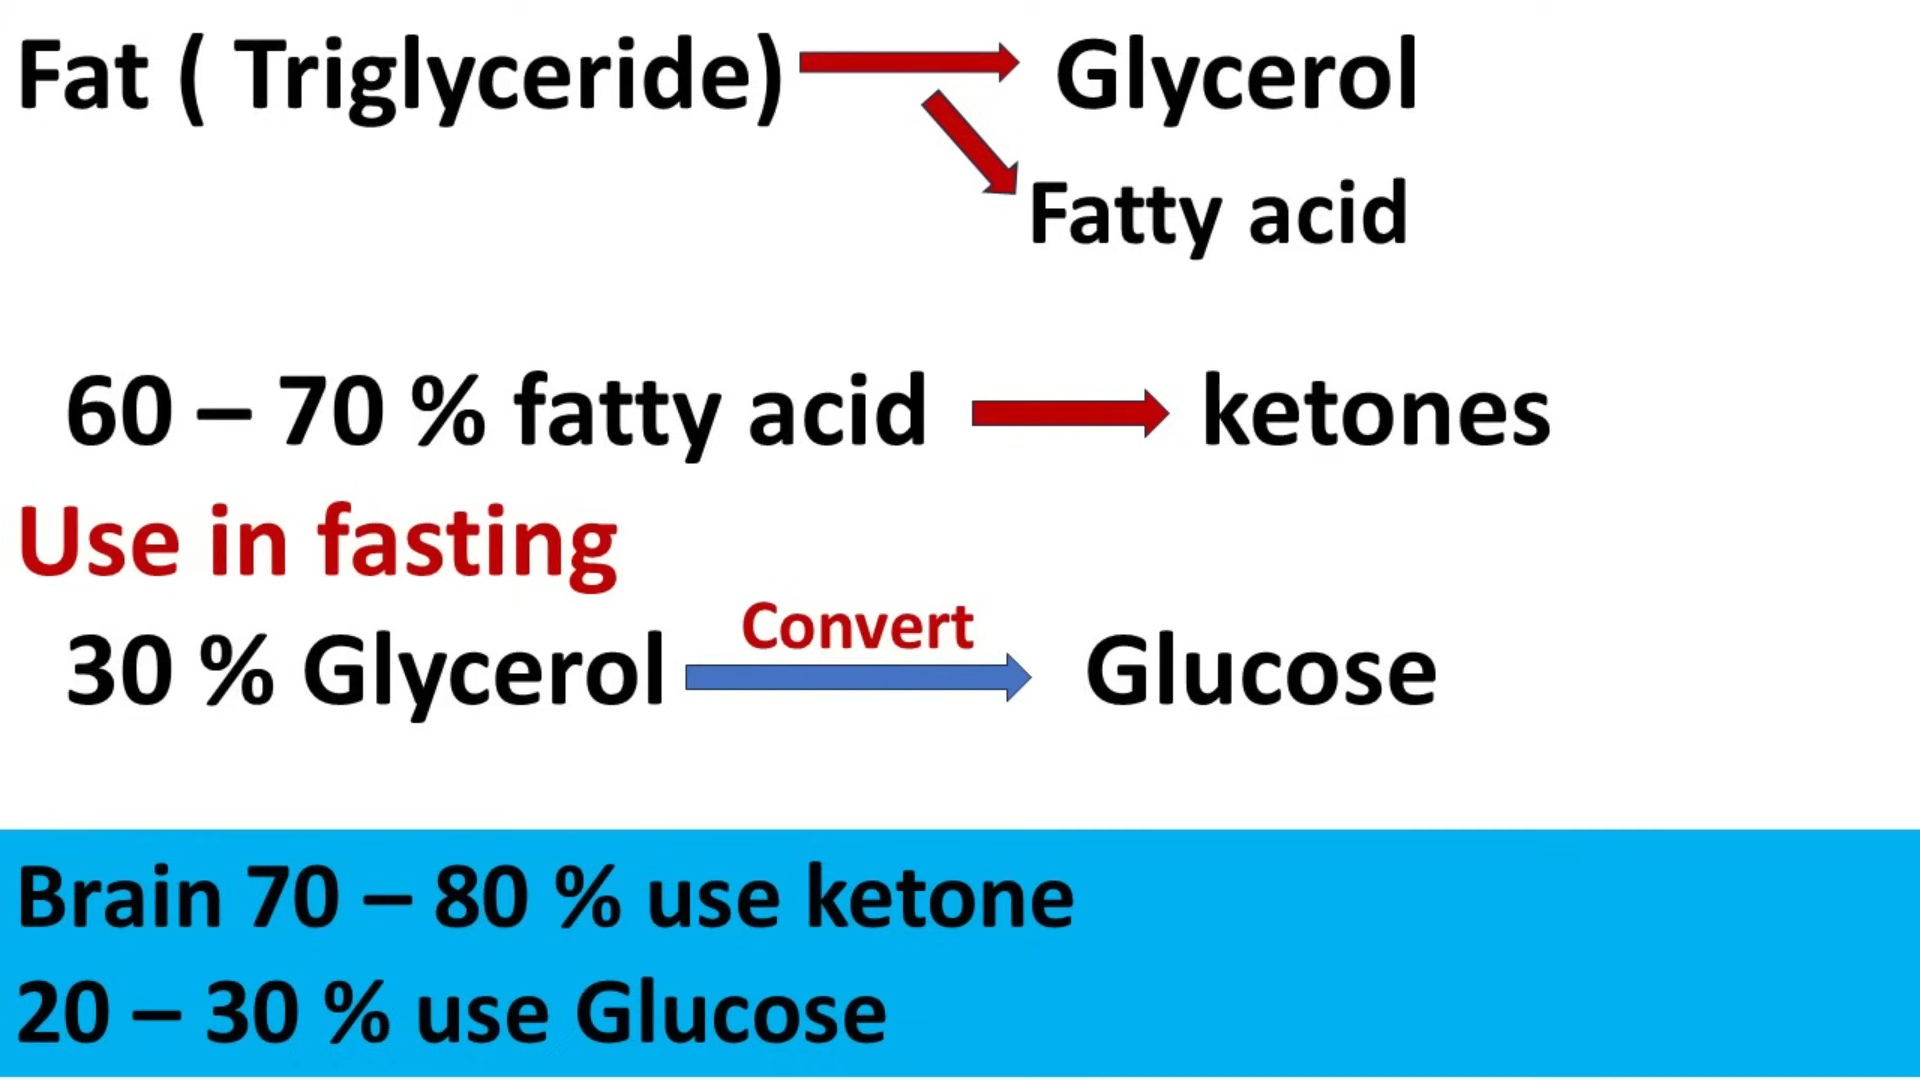 Fat ( Triglyceride) Glycerol
Fatty acid
60 – 70 % fatty acid ketones
Use in fasting
Convert
30 % Glycerol Glucose
Brain 70 – 80 % use ketone
20 – 30 % use Glucose